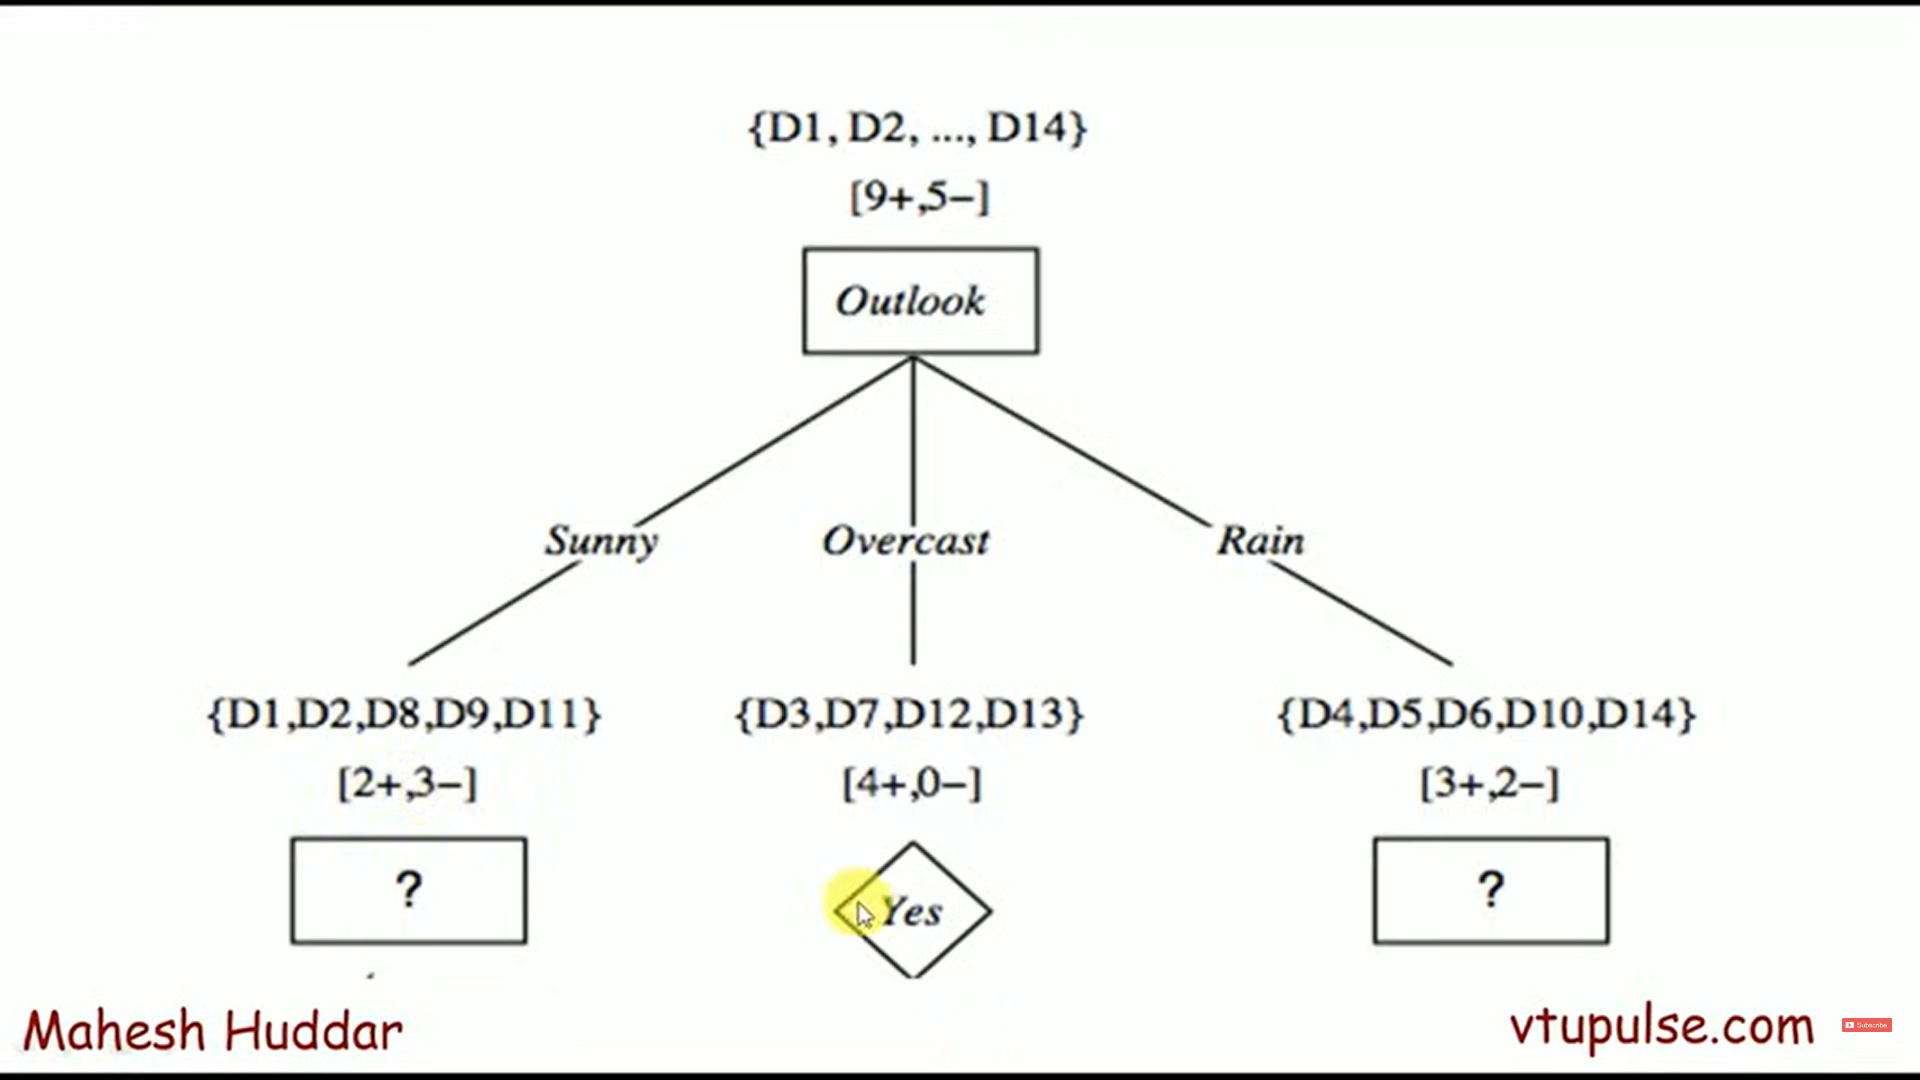 {D1, D2, ..., D14}
[9+,5−]
Outlook
Sunny
Overcast
Rain
{D1,D2,D8,D9,D11}
{D3,D7,D12,D13}
{D4,D5,D6,D10,D14}
[2+,3−]
[4+,0−]
[3+,2−]
?
Yes
?
Mahesh Huddar
vtupulse.com
Subscribe